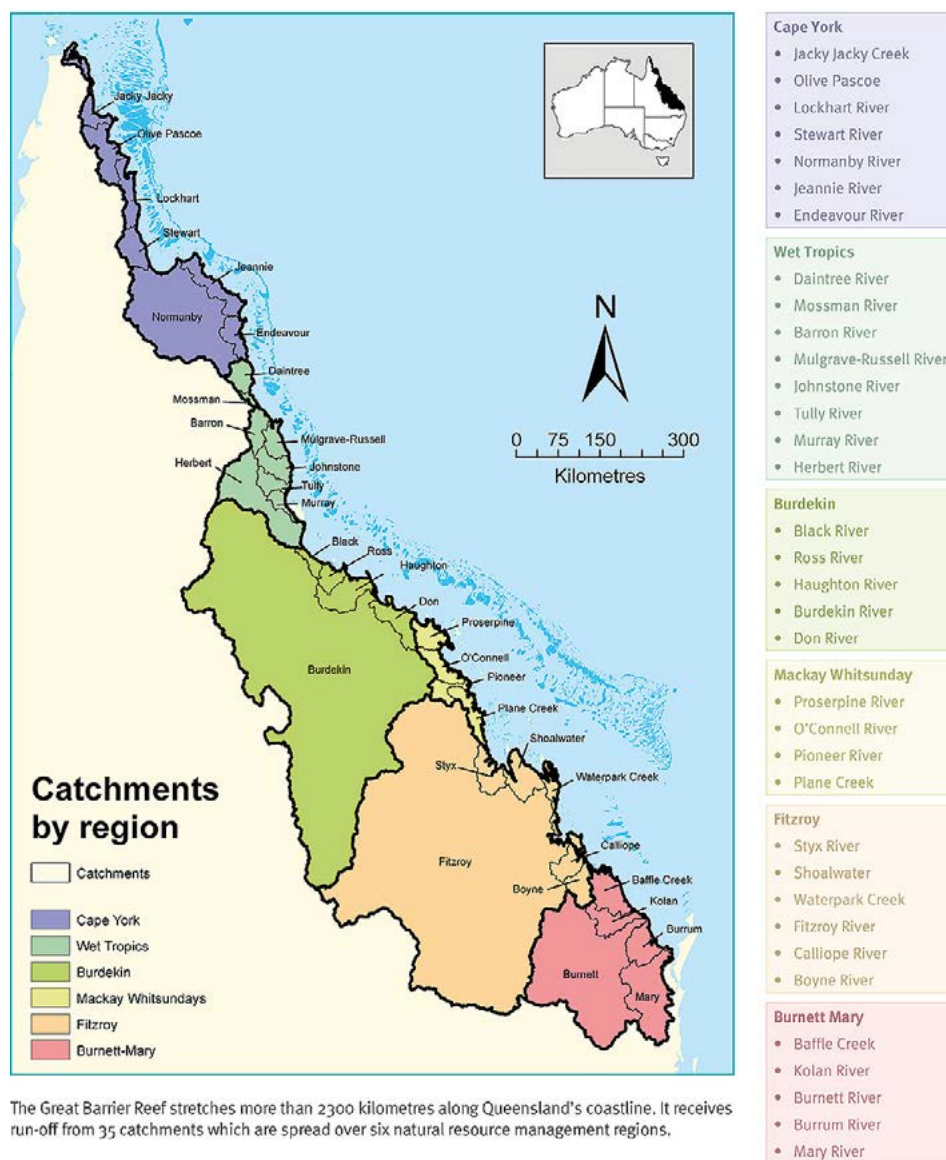 Jacky Jacky
Olive Pascoe
Lockhart
Stewart
Jeannie
Normanby
Endeavour
Daintree
Mossman
Barron
Mulgrave-Russell
Herbert
Johnstone
Tully
Murray
Black
Ross
Haughton
Don
Proserpine
Burdekin
O'Connell
Pioneer
Plane Creek
Shoalwater
Styx
Waterpark Creek
Fitzroy
Calliope
Boyne
Baffle Creek
Kolan
Burrum
Burnett
Mary
N
0 75 150 300
Kilometres
Catchments
by region
Catchments
Cape York
Wet Tropics
Burdekin
Mackay Whitsundays
Fitzroy
Burnett-Mary
The Great Barrier Reef stretches more than 2300 kilometres along Queensland's coastline. It receives
run-off from 35 catchments which are spread over six natural resource management regions.
Cape York
• Jacky Jacky Creek
• Olive Pascoe
• Lockhart River
• Stewart River
• Normanby River
• Jeannie River
• Endeavour River
Wet Tropics
• Daintree River
• Mossman River
• Barron River
• Mulgrave-Russell River
• Johnstone River
• Tully River
• Murray River
• Herbert River
Burdekin
• Black River
• Ross River
• Haughton River
• Burdekin River
• Don River
Mackay Whitsunday
• Proserpine River
• O'Connell River
• Pioneer River
• Plane Creek
Fitzroy
• Styx River
• Shoalwater
• Waterpark Creek
• Fitzroy River
• Calliope River
• Boyne River
Burnett Mary
• Baffle Creek
• Kolan River
• Burnett River
• Burrum River
• Mary River